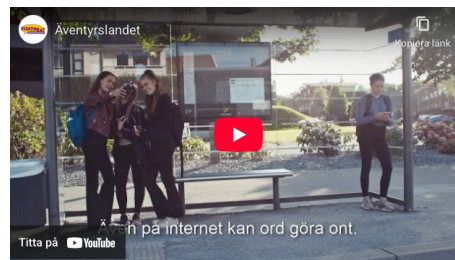 Äventyrslandet
Kopiera länk
Även på internet kan ord göra ont.
Titta på YouTube